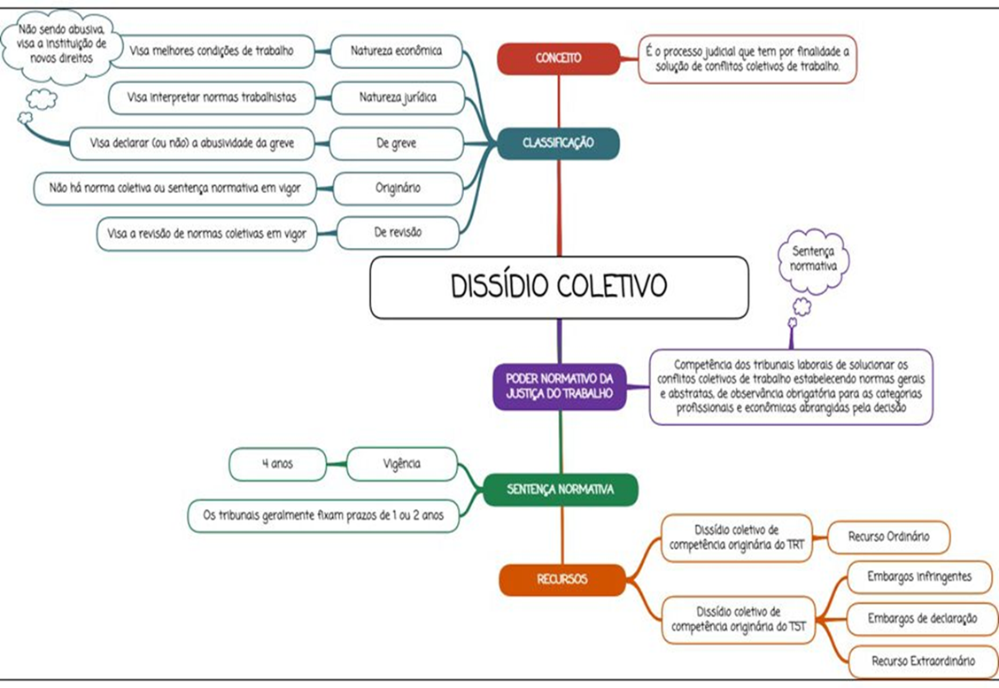 Não sendo abusiva,
visa a instituição de
novos direitos
Visa melhores condições de trabalho
Natureza econômica
Visa interpretar normas trabalhistas
Natureza jurídica
Visa declarar (ou não) a abusividade da greve
De greve
Não há norma coletiva ou sentença normativa em vigor
Originário
Visa a revisão de normas coletivas em vigor
De revisão
CONCEITO
É o processo judicial que tem por finalidade a
solução de conflitos coletivos de trabalho.
CLASSIFICAÇÃO
DISSÍDIO COLETIVO
Sentença
normativa
PODER NORMATIVO DA
JUSTIÇA DO TRABALHO
Competência dos tribunais laborais de solucionar os
conflitos coletivos de trabalho estabelecendo normas gerais
e abstratas, de observância obrigatória para as categorias
profissionais e econômicas abrangidas pela decisão
4 anos
Vigência
SENTENÇA NORMATIVA
Os tribunais geralmente fixam prazos de 1 ou 2 anos
RECURSOS
Dissídio coletivo de
competência originária do TRT
Recurso Ordinário
Dissídio coletivo de
competência originária do TST
Embargos infringentes
Embargos de declaração
Recurso Extraordinário